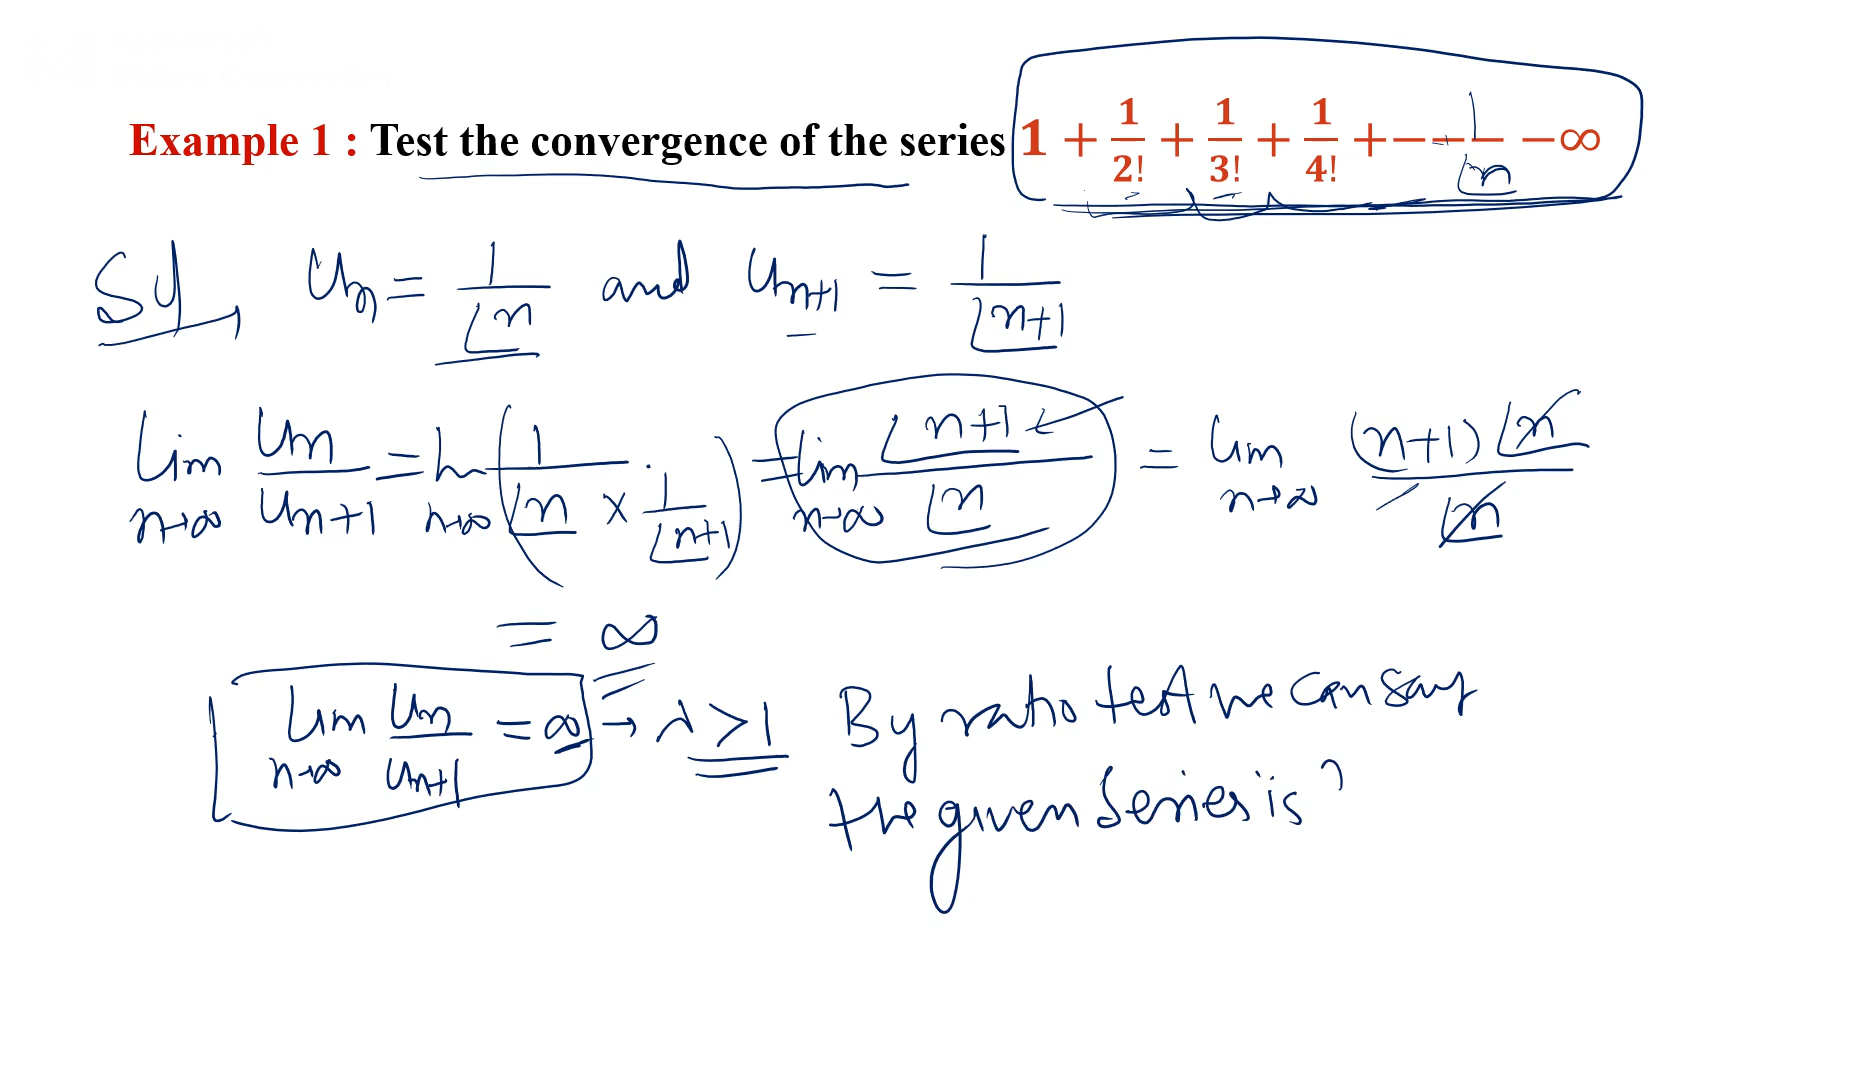 Example 1 : Test the convergence of the series 1 + 1/2! + 1/3! + 1/4! + − − 1/⌊n − ∞
Sol, Un = 1/⌊n and Un+1 = 1/⌊n+1
Lim n→∞ Un/Un+1 = h n→∞ (1/⌊n × 1/⌊n+1) = lim n→∞ ⌊n+1/⌊n = lim n→∞ (n+1)⌊n/⌊n
= ∞
Lim n→∞ Un/Un+1 = ∞ → λ > 1 By ratio test we can say
the given series is ?